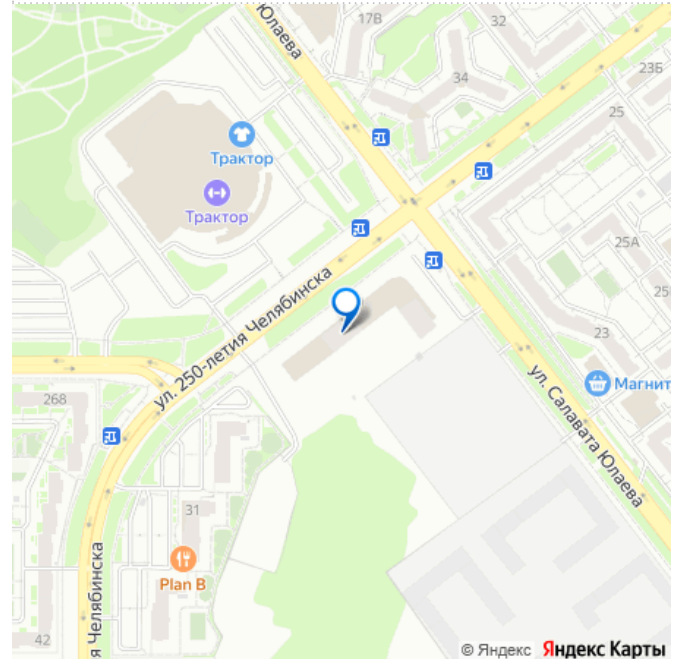 Юлаева
17В
32
23Б
34
25
Трактор
Трактор
25А
25
23
ул. 250-летия Челябинска
ул. Салавата Юлаева
Магнит
268
31
Plan B
я Челябинска
42
© Яндекс Яндекс Карты